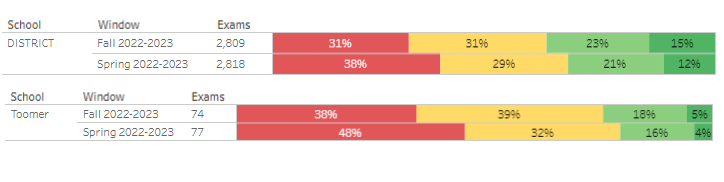 School Window Exams
DISTRICT Fall 2022-2023 2,809 31% 31% 23% 15%
Spring 2022-2023 2,818 38% 29% 21% 12%
School Window Exams
Toomer Fall 2022-2023 74 38% 39% 18% 5%
Spring 2022-2023 77 48% 32% 16% 4%